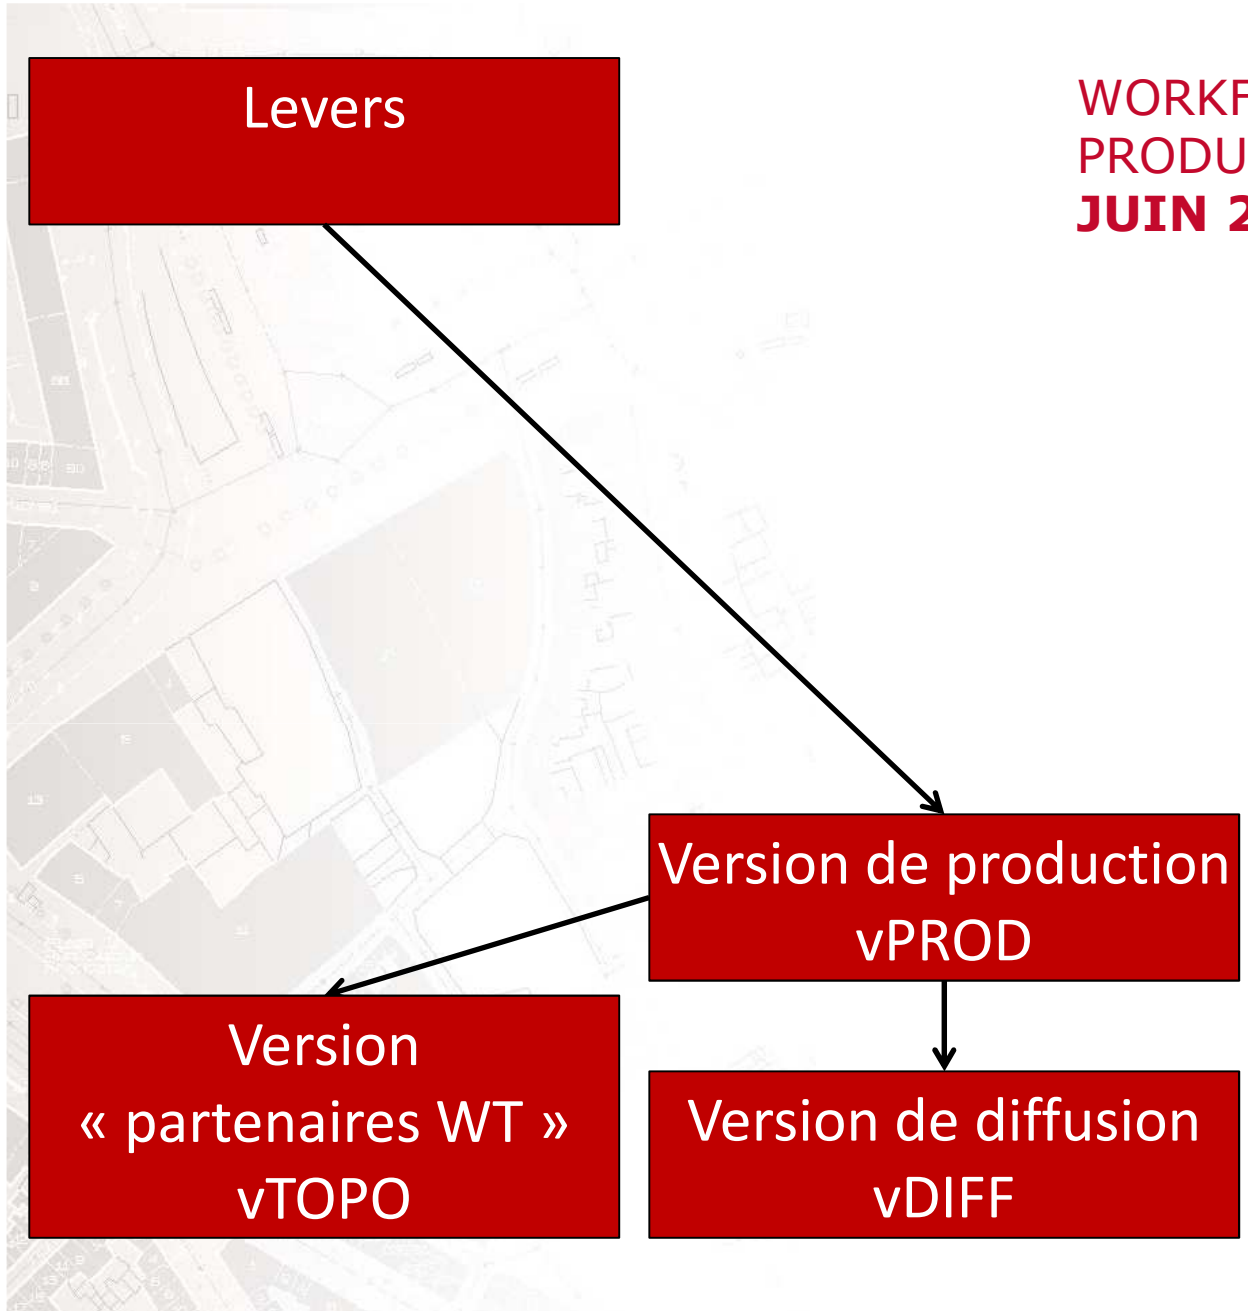 Levers
WORKF
PRODU
JUIN 2
Version de production
vPROD
Version
« partenaires WT »
vTOPO
Version de diffusion
vDIFF